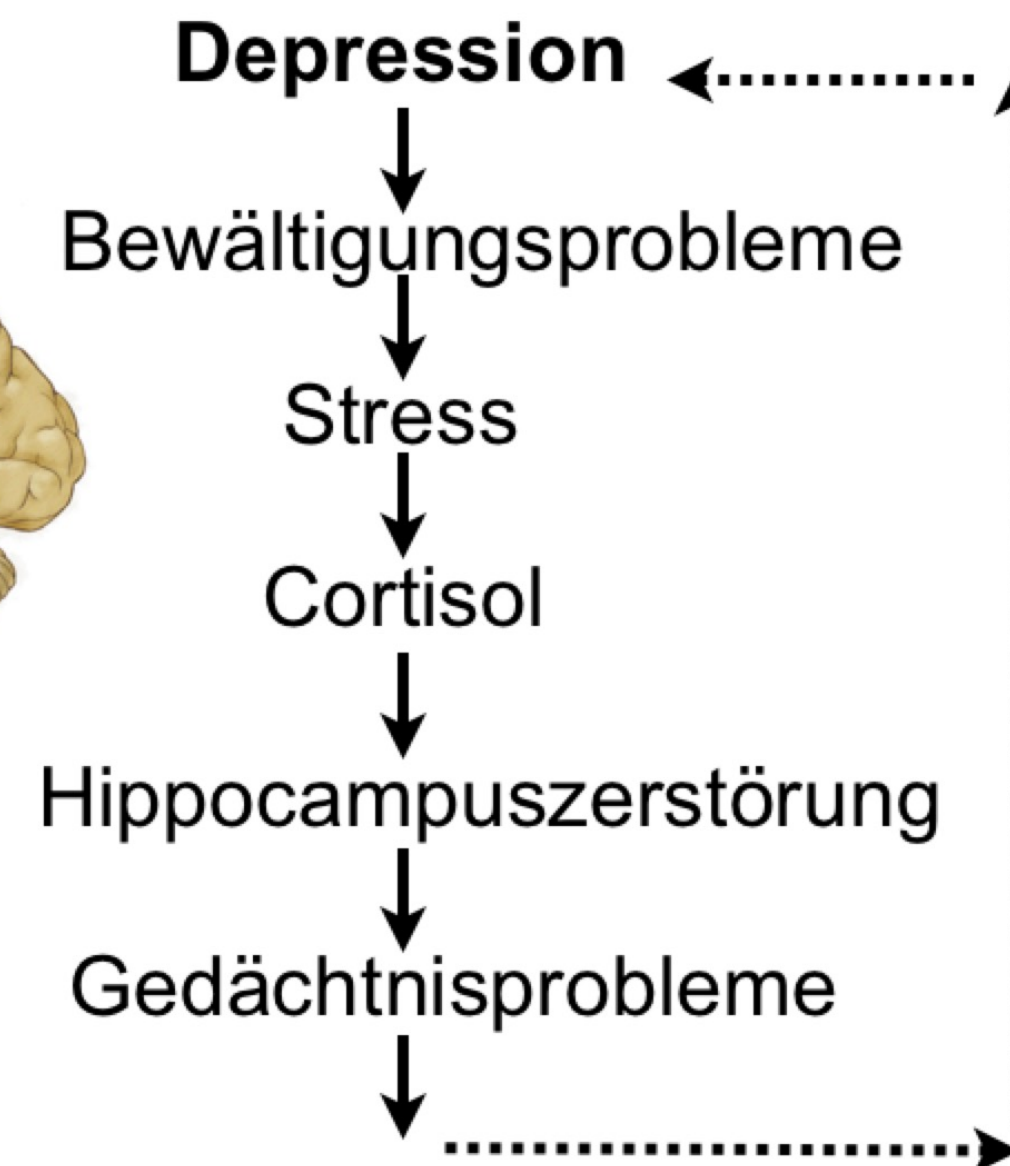 Depression
Bewältigungsprobleme
Stress
Cortisol
Hippocampuszerstörung
Gedächtnisprobleme